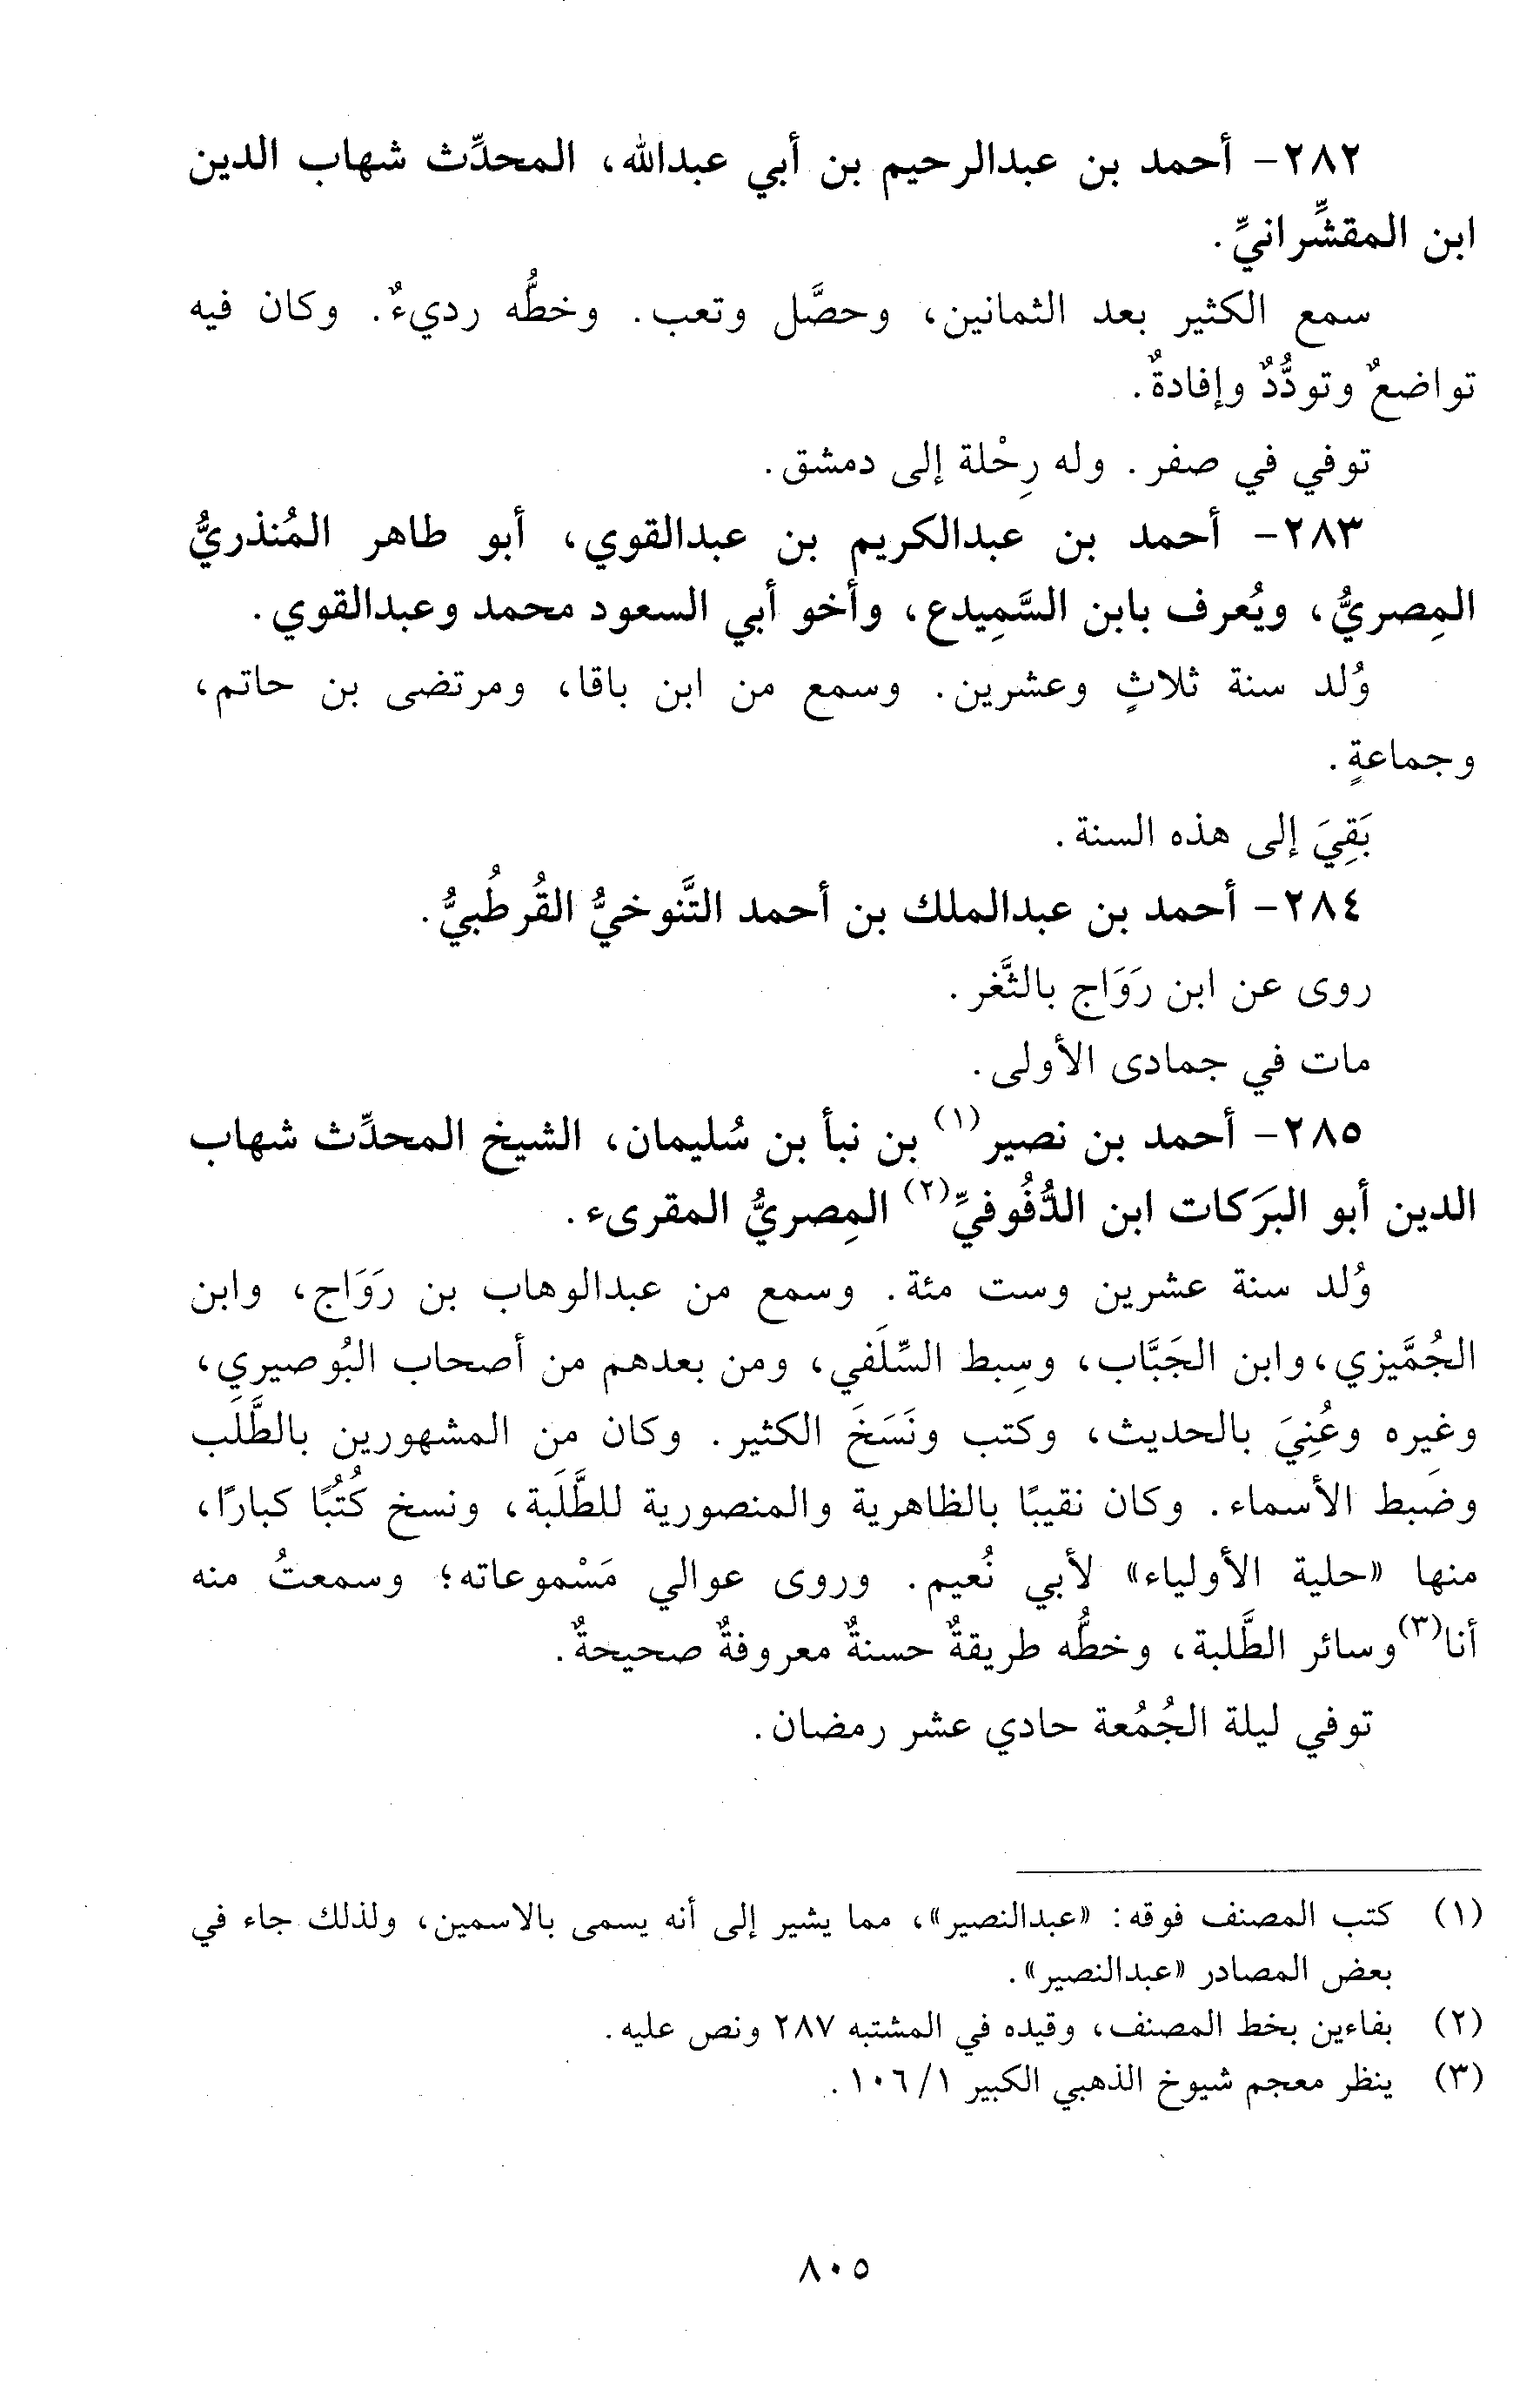 ٢٨٢- أحمد بن عبدالرحيم بن أبي عبدالله، المحدِّث شهاب الدين
ابن المقشِّرانيِّ.
سمع الكثير بعد الثمانين، وحصَّل وتعب. وخطُّه رديءٌ. وكان فيه
تواضعٌ وتودُّدٌ وإفادةٌ.
توفي في صفر. وله رِحْلة إلى دمشق.
٢٨٣- أحمد بن عبدالكريم بن عبدالقوي، أبو طاهر المُنذريُّ
المِصريُّ، ويُعرف بابن السَّمِيدع، وأخو أبي السعود محمد وعبدالقوي.
وُلد سنة ثلاثٍ وعشرين. وسمع من ابن باقا، ومرتضى بن حاتم،
وجماعةٍ.
بَقِيَ إلى هذه السنة.
٢٨٤- أحمد بن عبدالملك بن أحمد التَّنوخيُّ القُرطُبيُّ.
روى عن ابن رَوَاج بالثَّغر.
مات في جمادى الأولى.
٢٨٥- أحمد بن نصير(١) بن نبأ بن سُليمان، الشيخ المحدِّث شهاب
الدين أبو البرَكات ابن الدُّفُوفيِّ(٢) المِصريُّ المقرىء.
وُلد سنة عشرين وست مئة. وسمع من عبدالوهاب بن رَوَاج، وابن
الجُمَّيزي، وابن الجَبَّاب، وسِبط السِّلَفي، ومن بعدهم من أصحاب البُوصيري،
وغيره وعُنِيَ بالحديث، وكتب ونَسَخَ الكثير. وكان من المشهورين بالطَّلَب
وضَبط الأسماء. وكان نقيبًا بالظاهرية والمنصورية للطَّلَبة، ونسخ كُتُبًا كبارًا،
منها «حلية الأولياء» لأبي نُعيم. وروى عوالي مَسْموعاته؛ وسمعتُ منه
أنا(٣) وسائر الطَّلبة، وخطُّه طريقةٌ حسنةٌ معروفةٌ صحيحةٌ.
توفي ليلة الجُمُعة حادي عشر رمضان.
(١) كتب المصنف فوقه: «عبدالنصير»، مما يشير إلى أنه يسمى بالاسمين، ولذلك جاء في
بعض المصادر «عبدالنصير».
(٢) بفاءين بخط المصنف، وقيده في المشتبه ٢٨٧ ونص عليه.
(٣) ينظر معجم شيوخ الذهبي الكبير ١/ ١٠٦.
٨٠٥